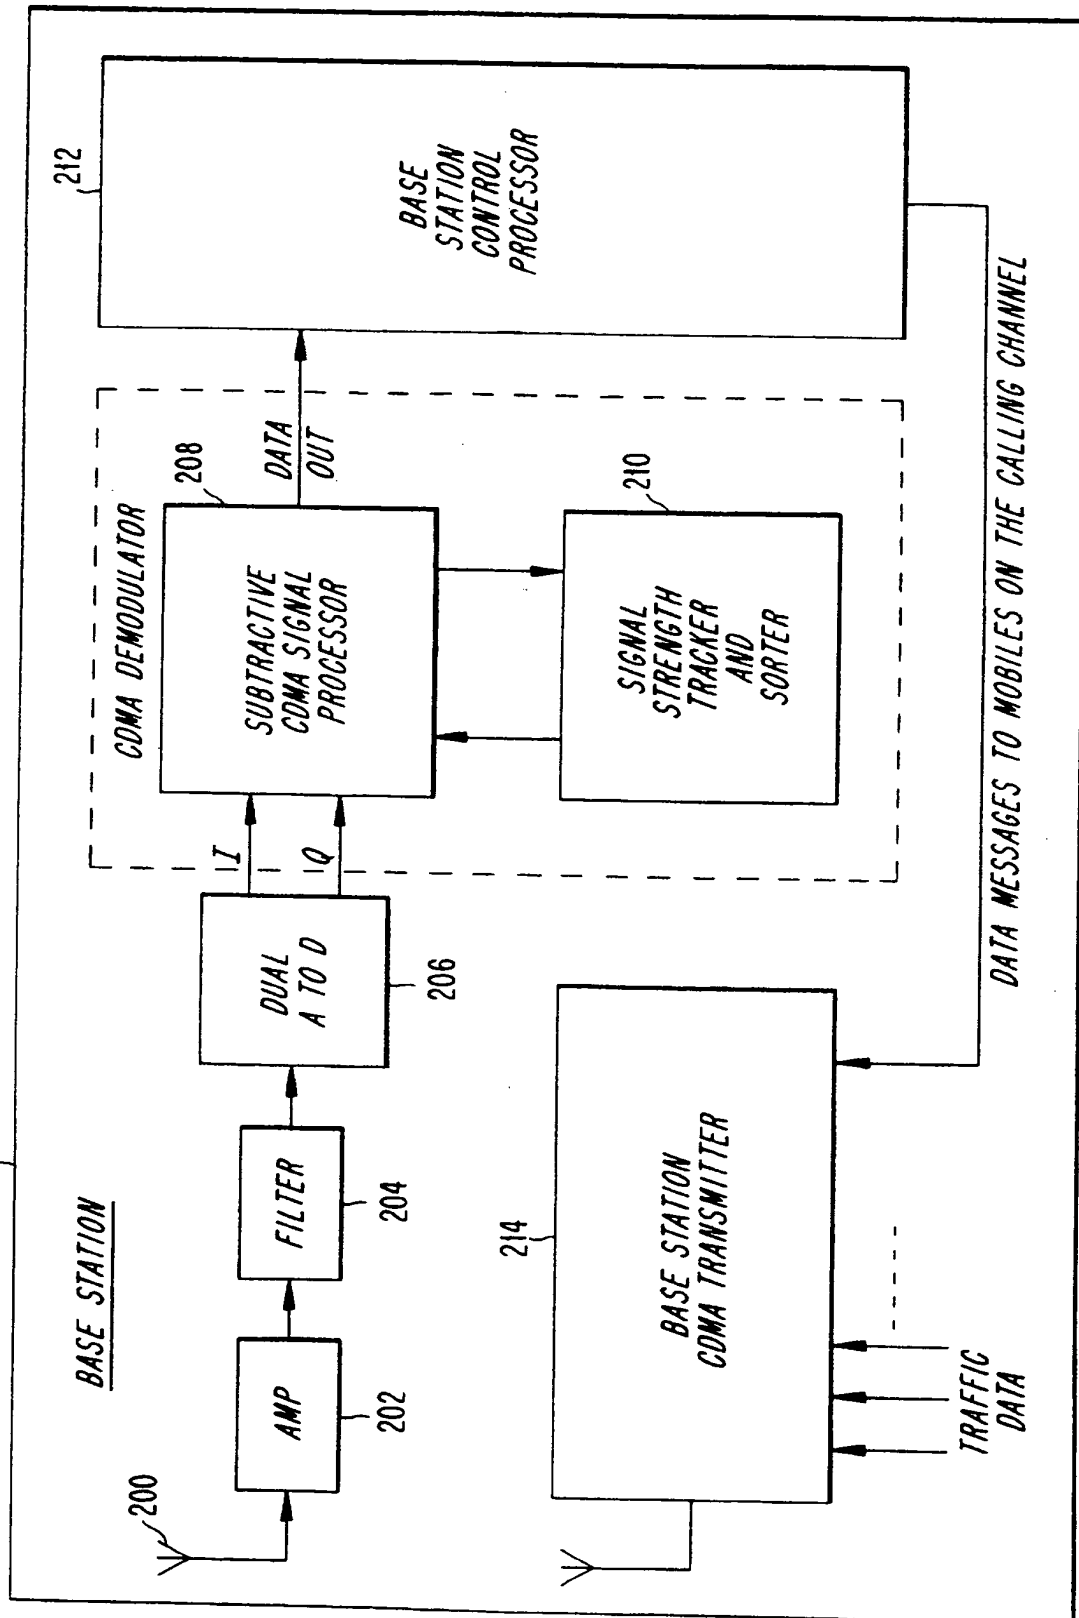 BASE STATION
200
AMP
202
FILTER
204
DUAL
A TO D
206
I
Q
CDMA DEMODULATOR
SUBTRACTIVE
CDMA SIGNAL
PROCESSOR
208
DATA
OUT
SIGNAL
STRENGTH
TRACKER
AND
SORTER
210
BASE
STATION
CONTROL
PROCESSOR
212
BASE STATION
CDMA TRANSMITTER
214
TRAFFIC
DATA
DATA MESSAGES TO MOBILES ON THE CALLING CHANNEL